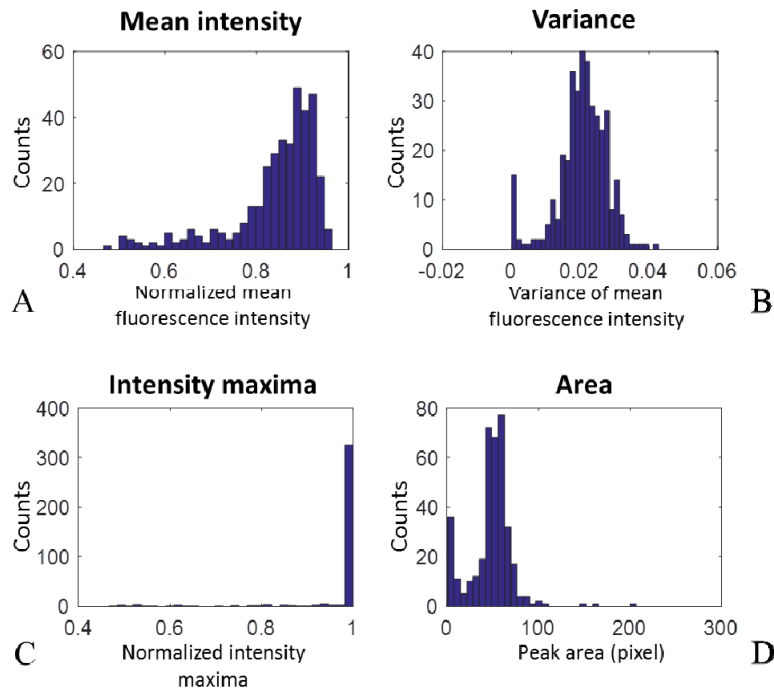 Mean intensity
60
40
20
0
Counts
0.4
0.6
0.8
1
Normalized mean
fluorescence intensity
A
Variance
40
30
20
10
0
Counts
-0.02
0
0.02
0.04
0.06
Variance of mean
fluorescence intensity
B
Intensity maxima
400
300
200
100
0
Counts
0.4
0.6
0.8
1
Normalized intensity
maxima
C
Area
80
60
40
20
0
Counts
0
100
200
300
Peak area (pixel)
D